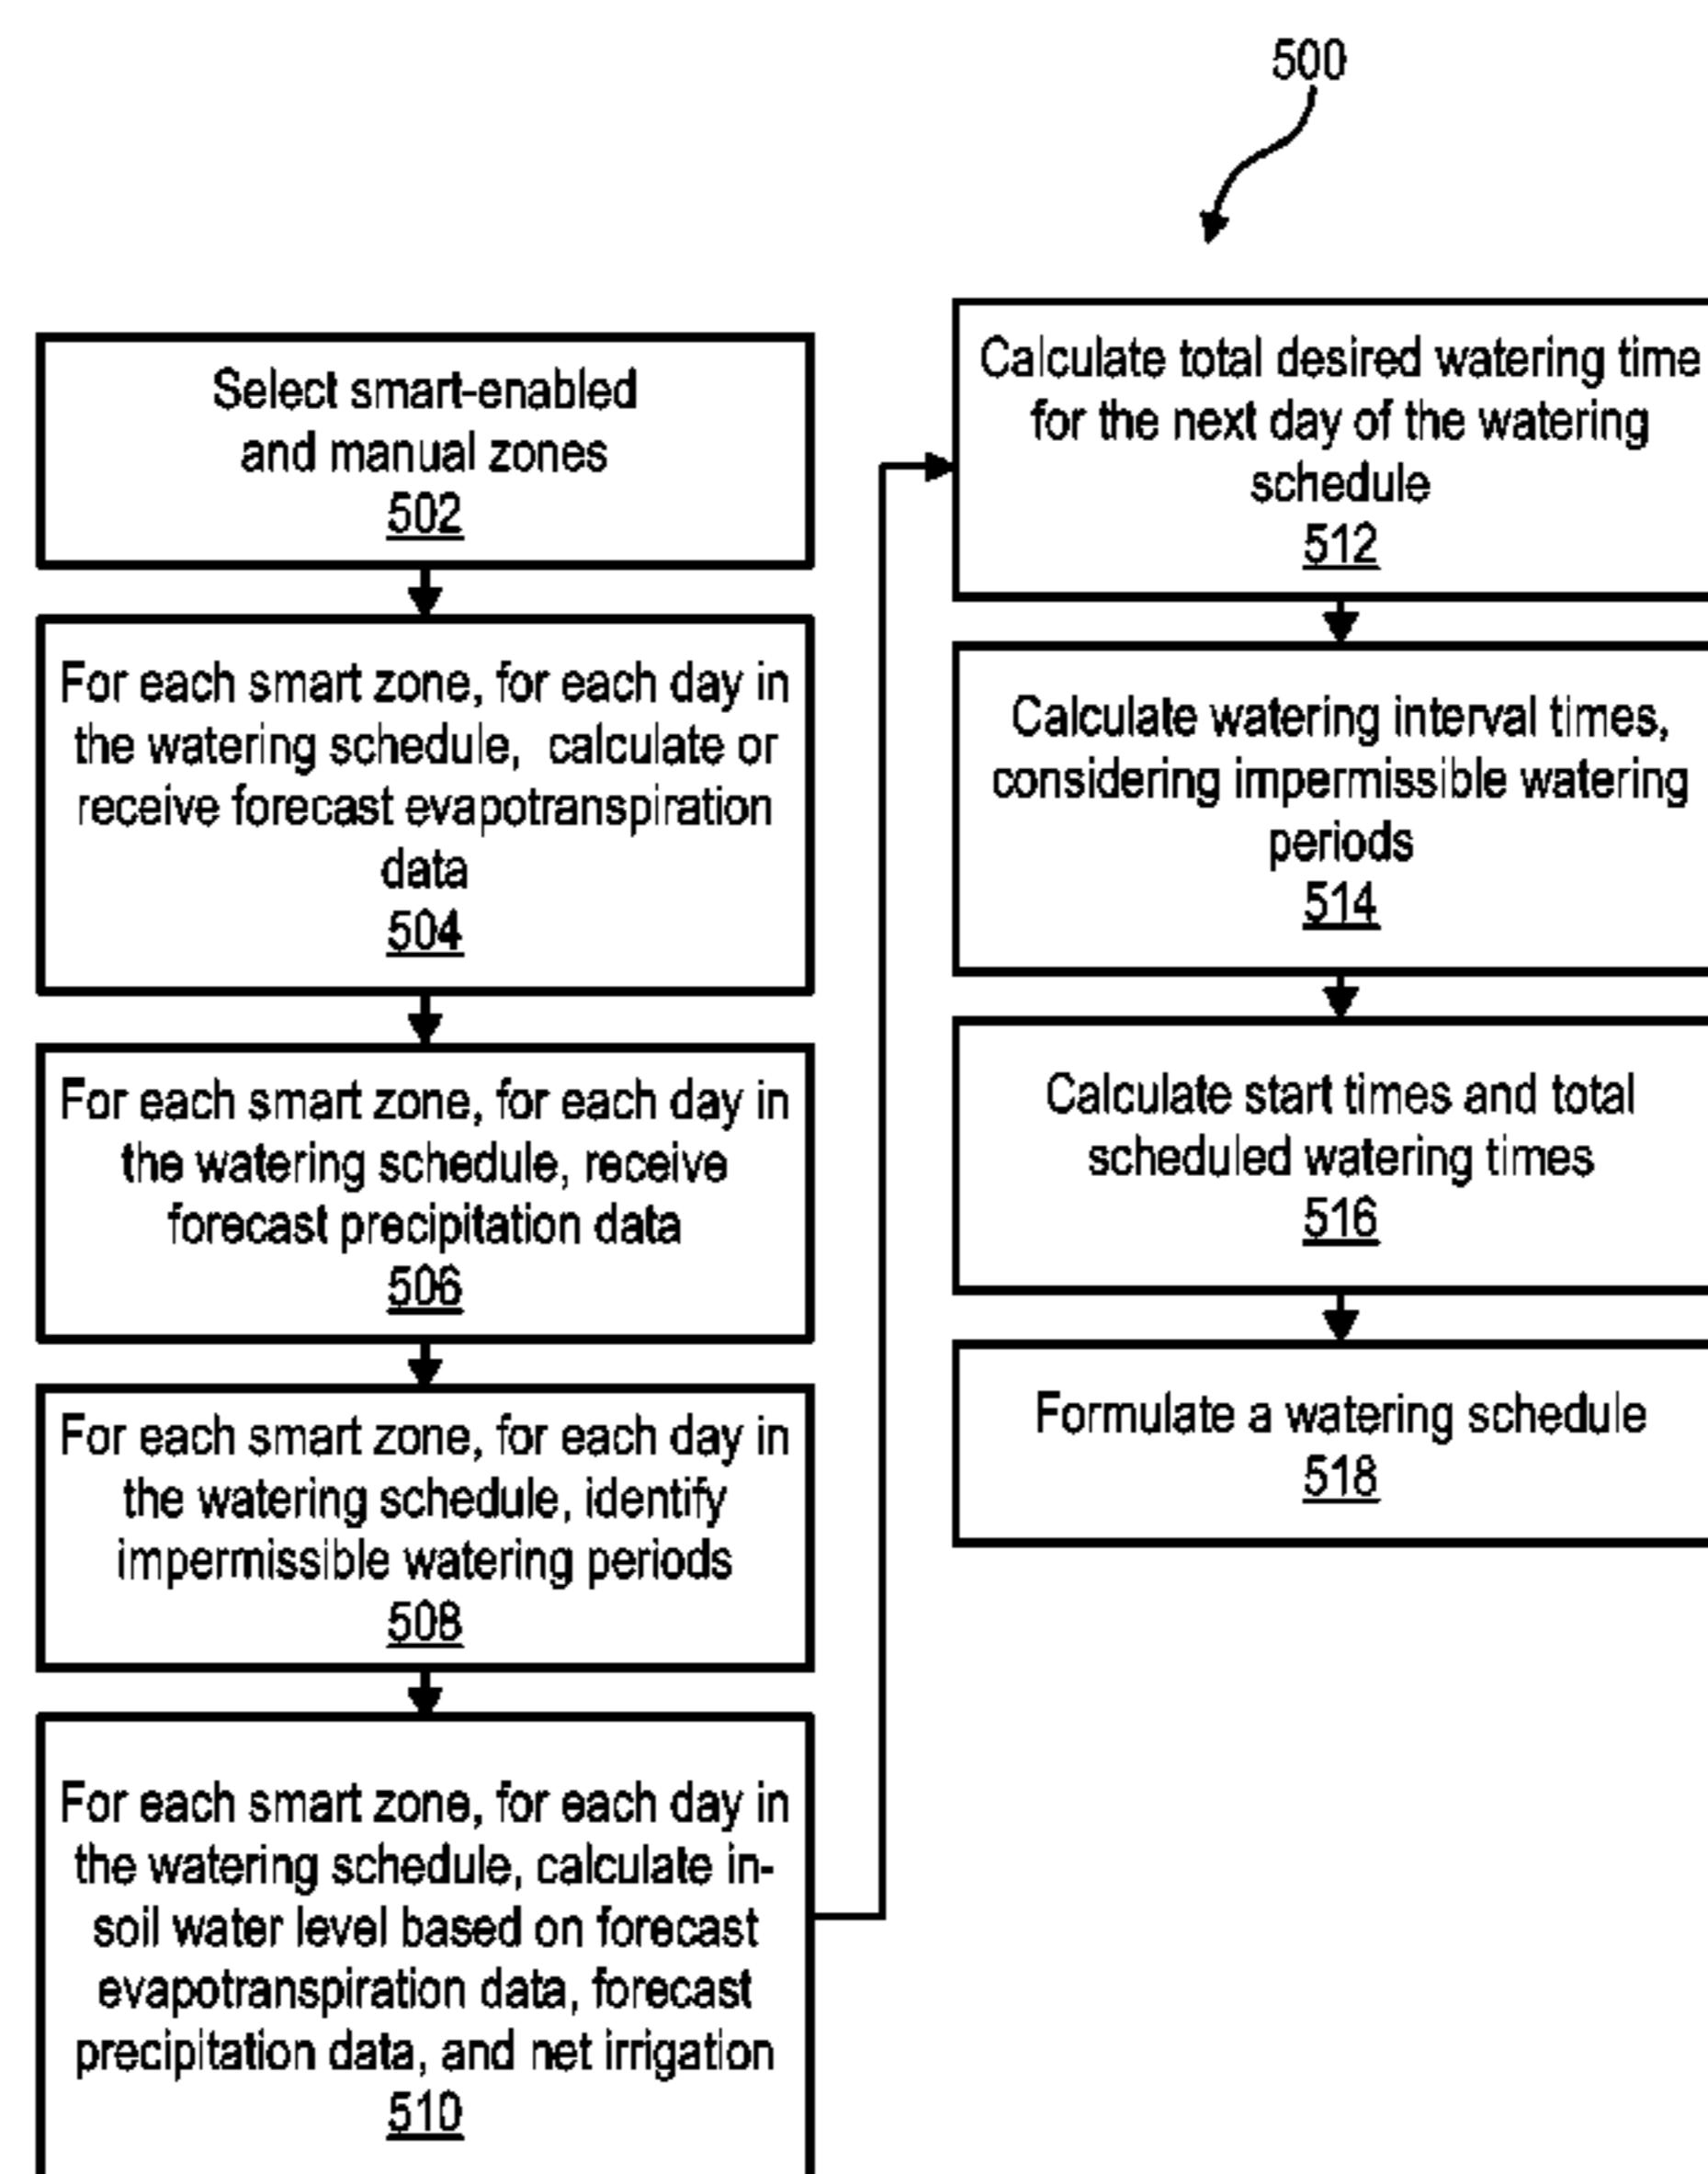 500
Select smart-enabled
and manual zones
502
For each smart zone, for each day in
the watering schedule, calculate or
receive forecast evapotranspiration
data
504
For each smart zone, for each day in
the watering schedule, receive
forecast precipitation data
506
For each smart zone, for each day in
the watering schedule, identify
impermissible watering periods
508
For each smart zone, for each day in
the watering schedule, calculate in-
soil water level based on forecast
evapotranspiration data, forecast
precipitation data, and net irrigation
510
Calculate total desired watering time
for the next day of the watering
schedule
512
Calculate watering interval times,
considering impermissible watering
periods
514
Calculate start times and total
scheduled watering times
516
Formulate a watering schedule
518